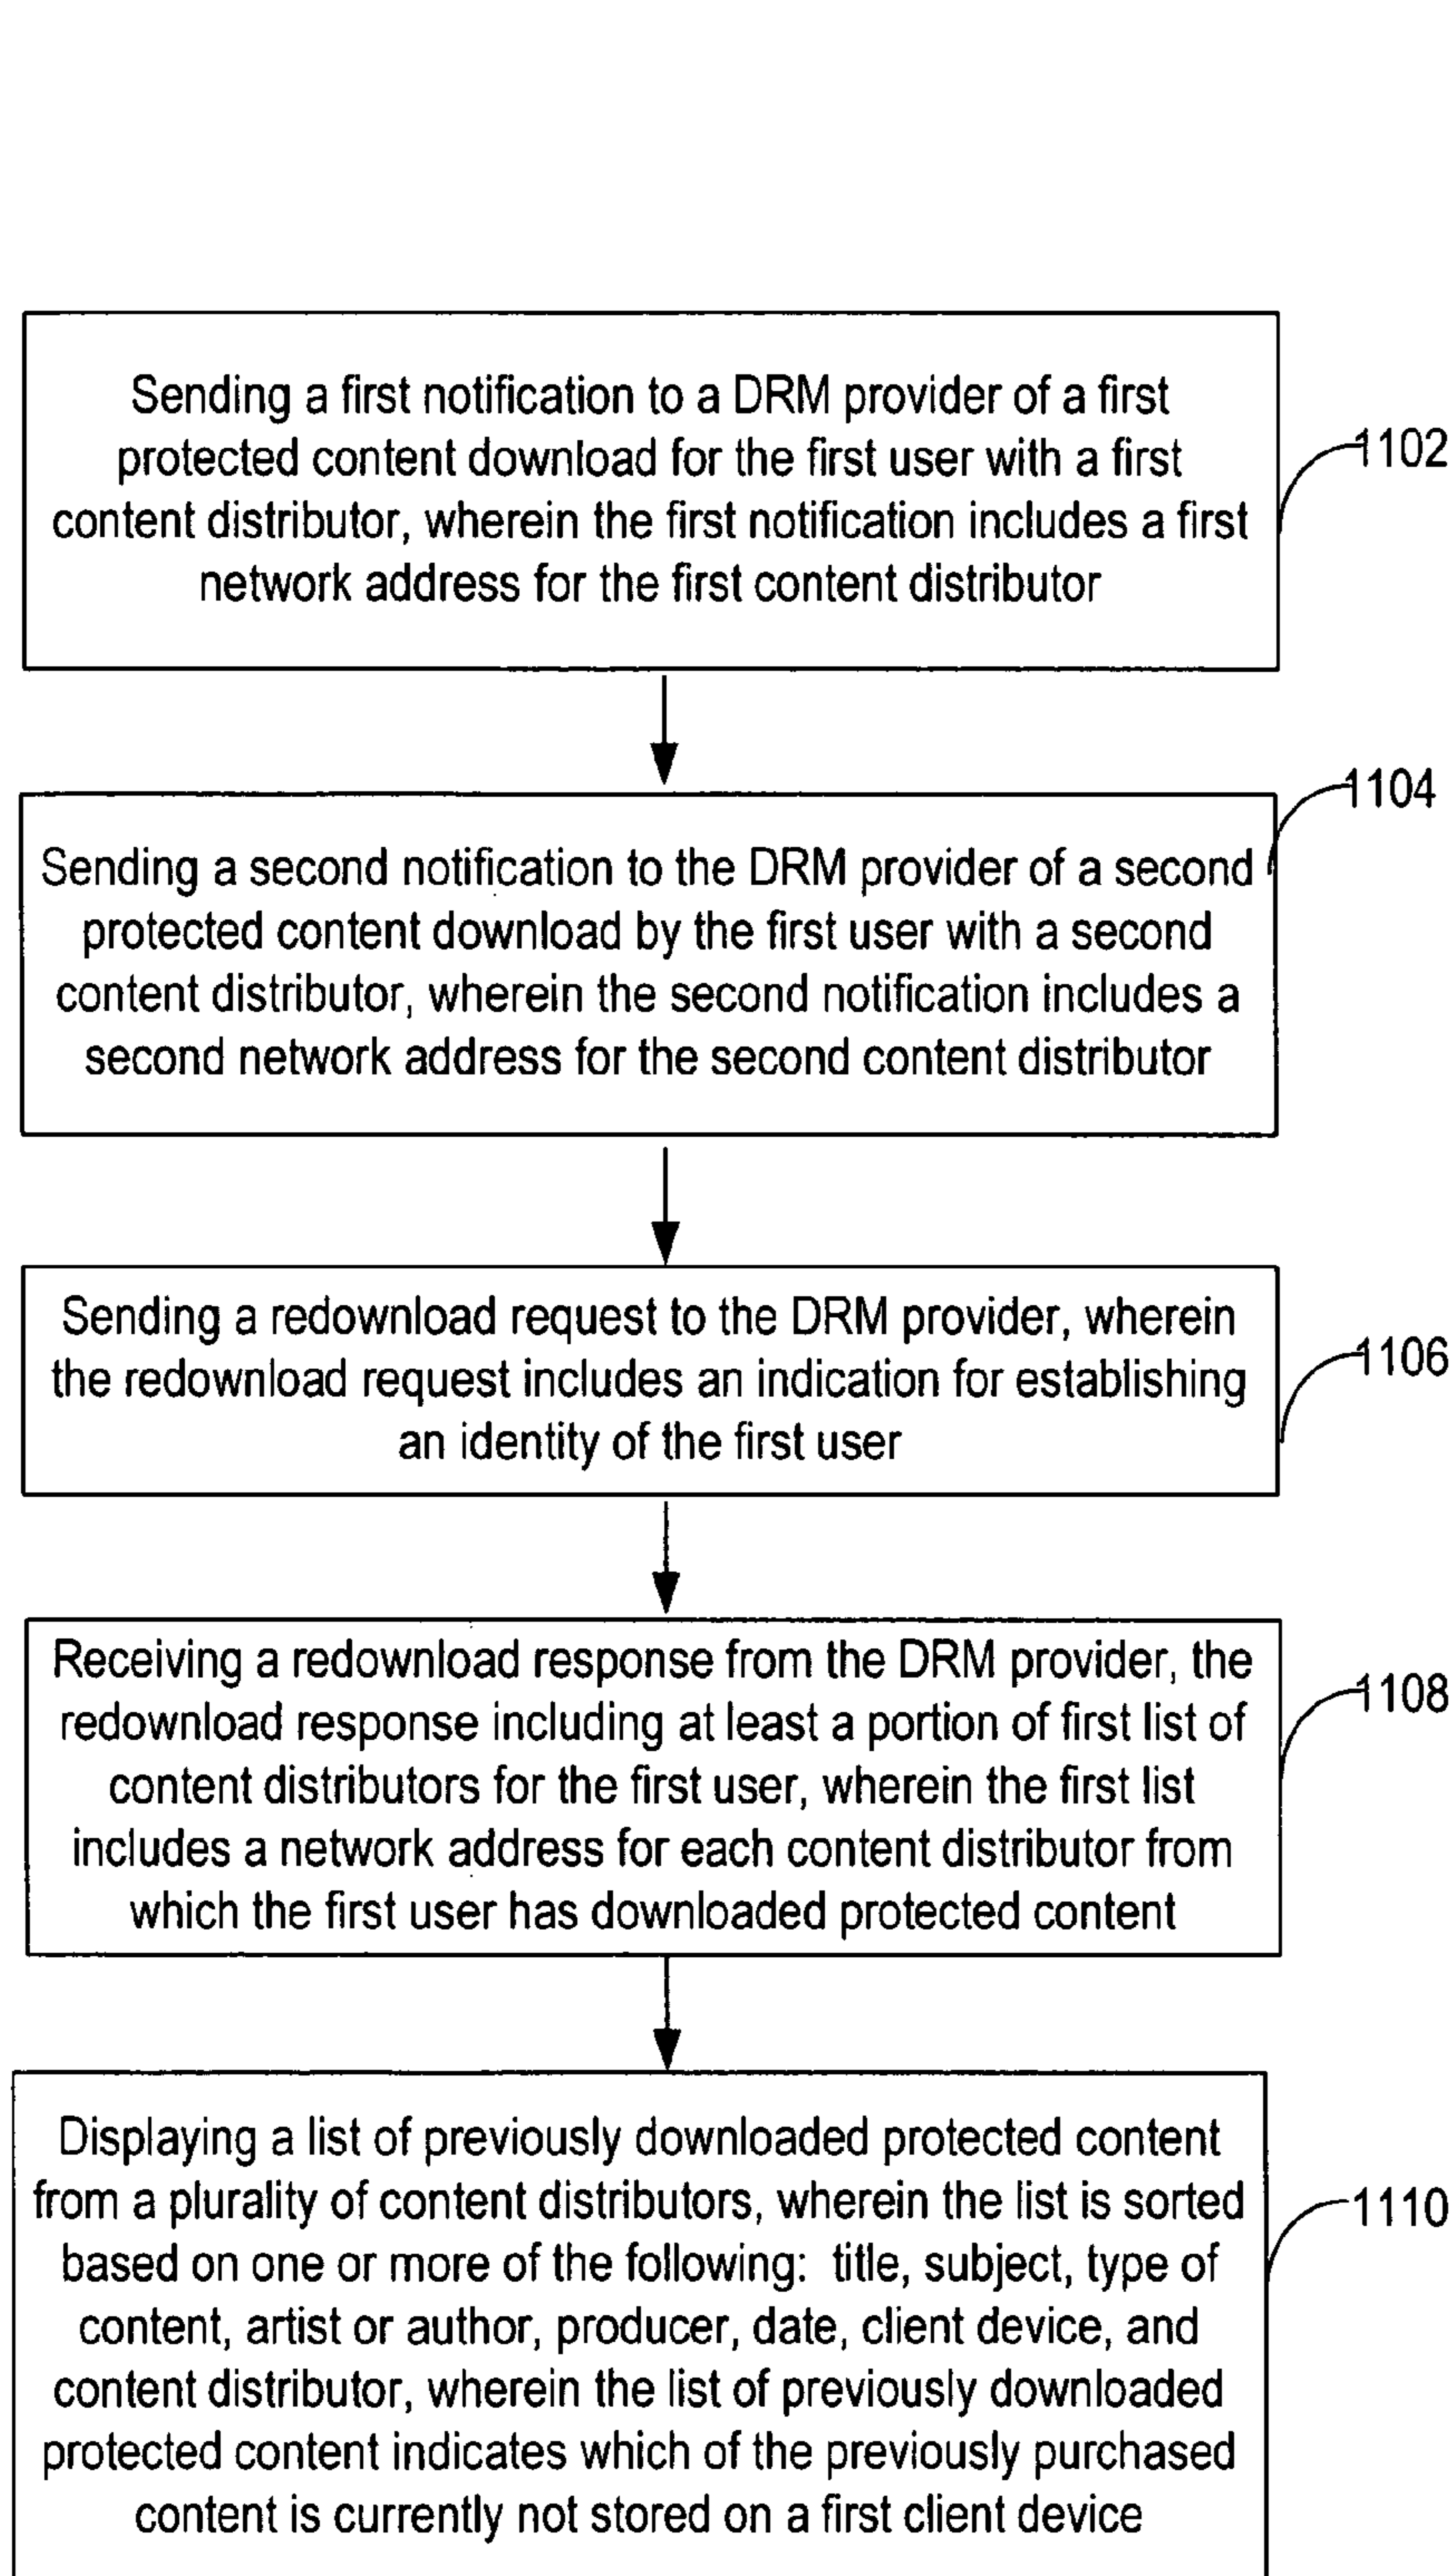 Sending a first notification to a DRM provider of a first
protected content download for the first user with a first
content distributor, wherein the first notification includes a first
network address for the first content distributor
1102
1104
Sending a second notification to the DRM provider of a second
protected content download by the first user with a second
content distributor, wherein the second notification includes a
second network address for the second content distributor
Sending a redownload request to the DRM provider, wherein
the redownload request includes an indication for establishing
an identity of the first user
1106
Receiving a redownload response from the DRM provider, the
redownload response including at least a portion of first list of
content distributors for the first user, wherein the first list
includes a network address for each content distributor from
which the first user has downloaded protected content
1108
Displaying a list of previously downloaded protected content
from a plurality of content distributors, wherein the list is sorted
based on one or more of the following: title, subject, type of
content, artist or author, producer, date, client device, and
content distributor, wherein the list of previously downloaded
protected content indicates which of the previously purchased
content is currently not stored on a first client device
1110